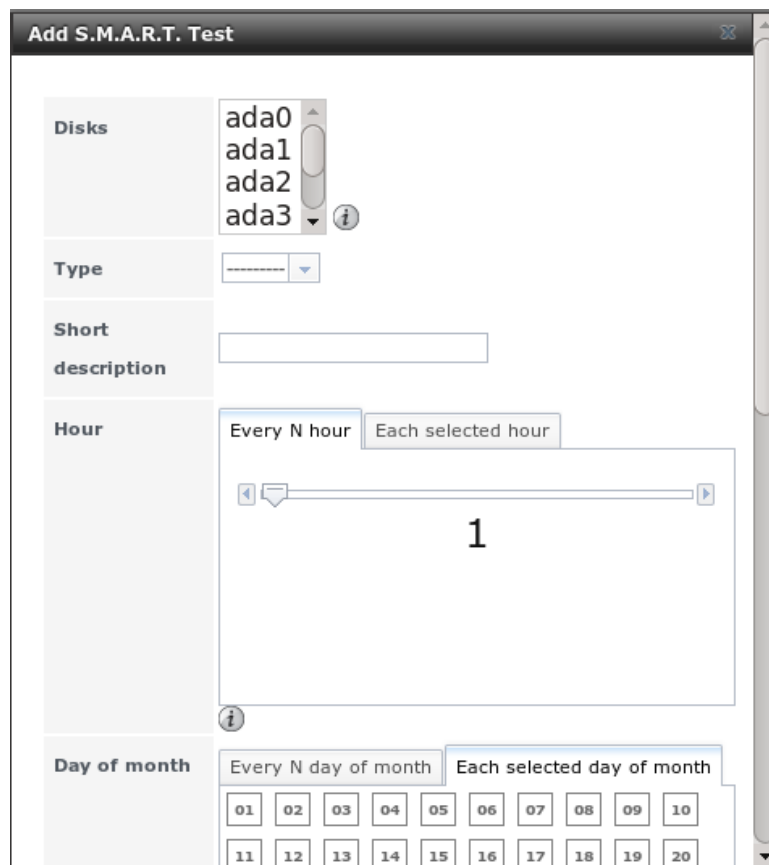 Add S.M.A.R.T. Test
Disks
ada0
ada1
ada2
ada3
i
Type
---------
Short
description
Hour
Every N hour
Each selected hour
1
i
Day of month
Every N day of month
Each selected day of month
01 02 03 04 05 06 07 08 09 10
11 12 13 14 15 16 17 18 19 20